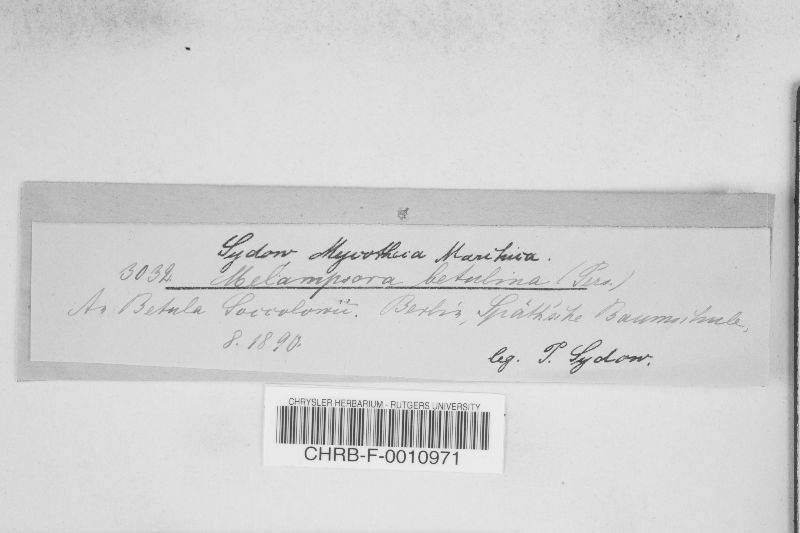 Sydow Mycotheca Marchica.
3032 Melampsora betulina (Pers.)
An Betula Soccolowii. Berlin, Späth'sche Baumschule,
8. 1890.
leg. P. Sydow.
CHRYSLER HERBARIUM - RUTGERS UNIVERSITY
CHRB-F-0010971